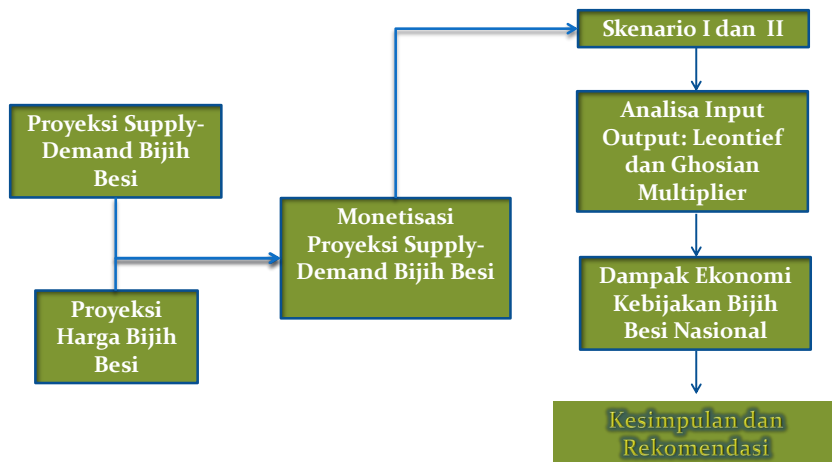 Proyeksi Supply-
Demand Bijih
Besi
Proyeksi
Harga Bijih
Besi
Monetisasi
Proyeksi Supply-
Demand Bijih Besi
Skenario I dan II
Analisa Input
Output: Leontief
dan Ghosian
Multiplier
Dampak Ekonomi
Kebijakan Bijih
Besi Nasional
Kesimpulan dan
Rekomendasi